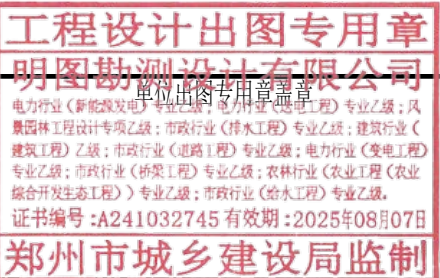 工程设计出图专用章
明图勘测设计有限公司
单位出图专用章盖章
电力行业（新能源发电）专业乙级；电力行业（送电工程）专业乙级；风
景园林工程设计专项乙级；市政行业（排水工程）专业乙级；建筑行业（
建筑工程）乙级；市政行业（道路工程）专业乙级；电力行业（变电工程）
专业乙级；市政行业（桥梁工程）专业乙级；农林行业（农业工程（农业
综合开发生态工程））专业乙级；市政行业（给水工程）专业乙级。
证书编号:A241032745 有效期:2025年08月07日
郑州市城乡建设局监制